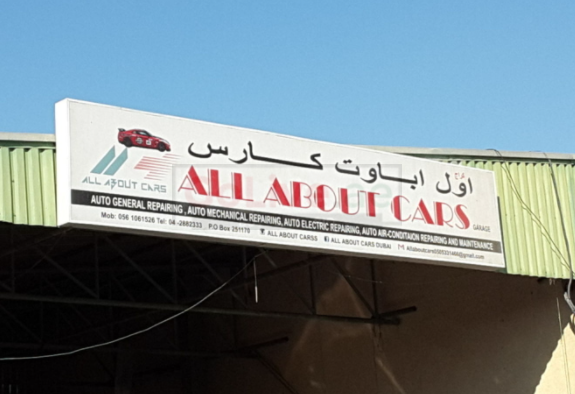 اول اباوت كارس
ALL ABOUT CARS
ALL ABOUT CARS
GARAGE
AUTO GENERAL REPAIRING , AUTO MECHANICAL REPAIRING, AUTO ELECTRIC REPAIRING, AUTO AIR-CONDITAION REPAIRING AND MAINTENANCE
Mob: 056 1061526 Tel: 04 -2882333 , P.O Box 251170 ALL ABOUT CARSS ALL ABOUT CARS DUBAI